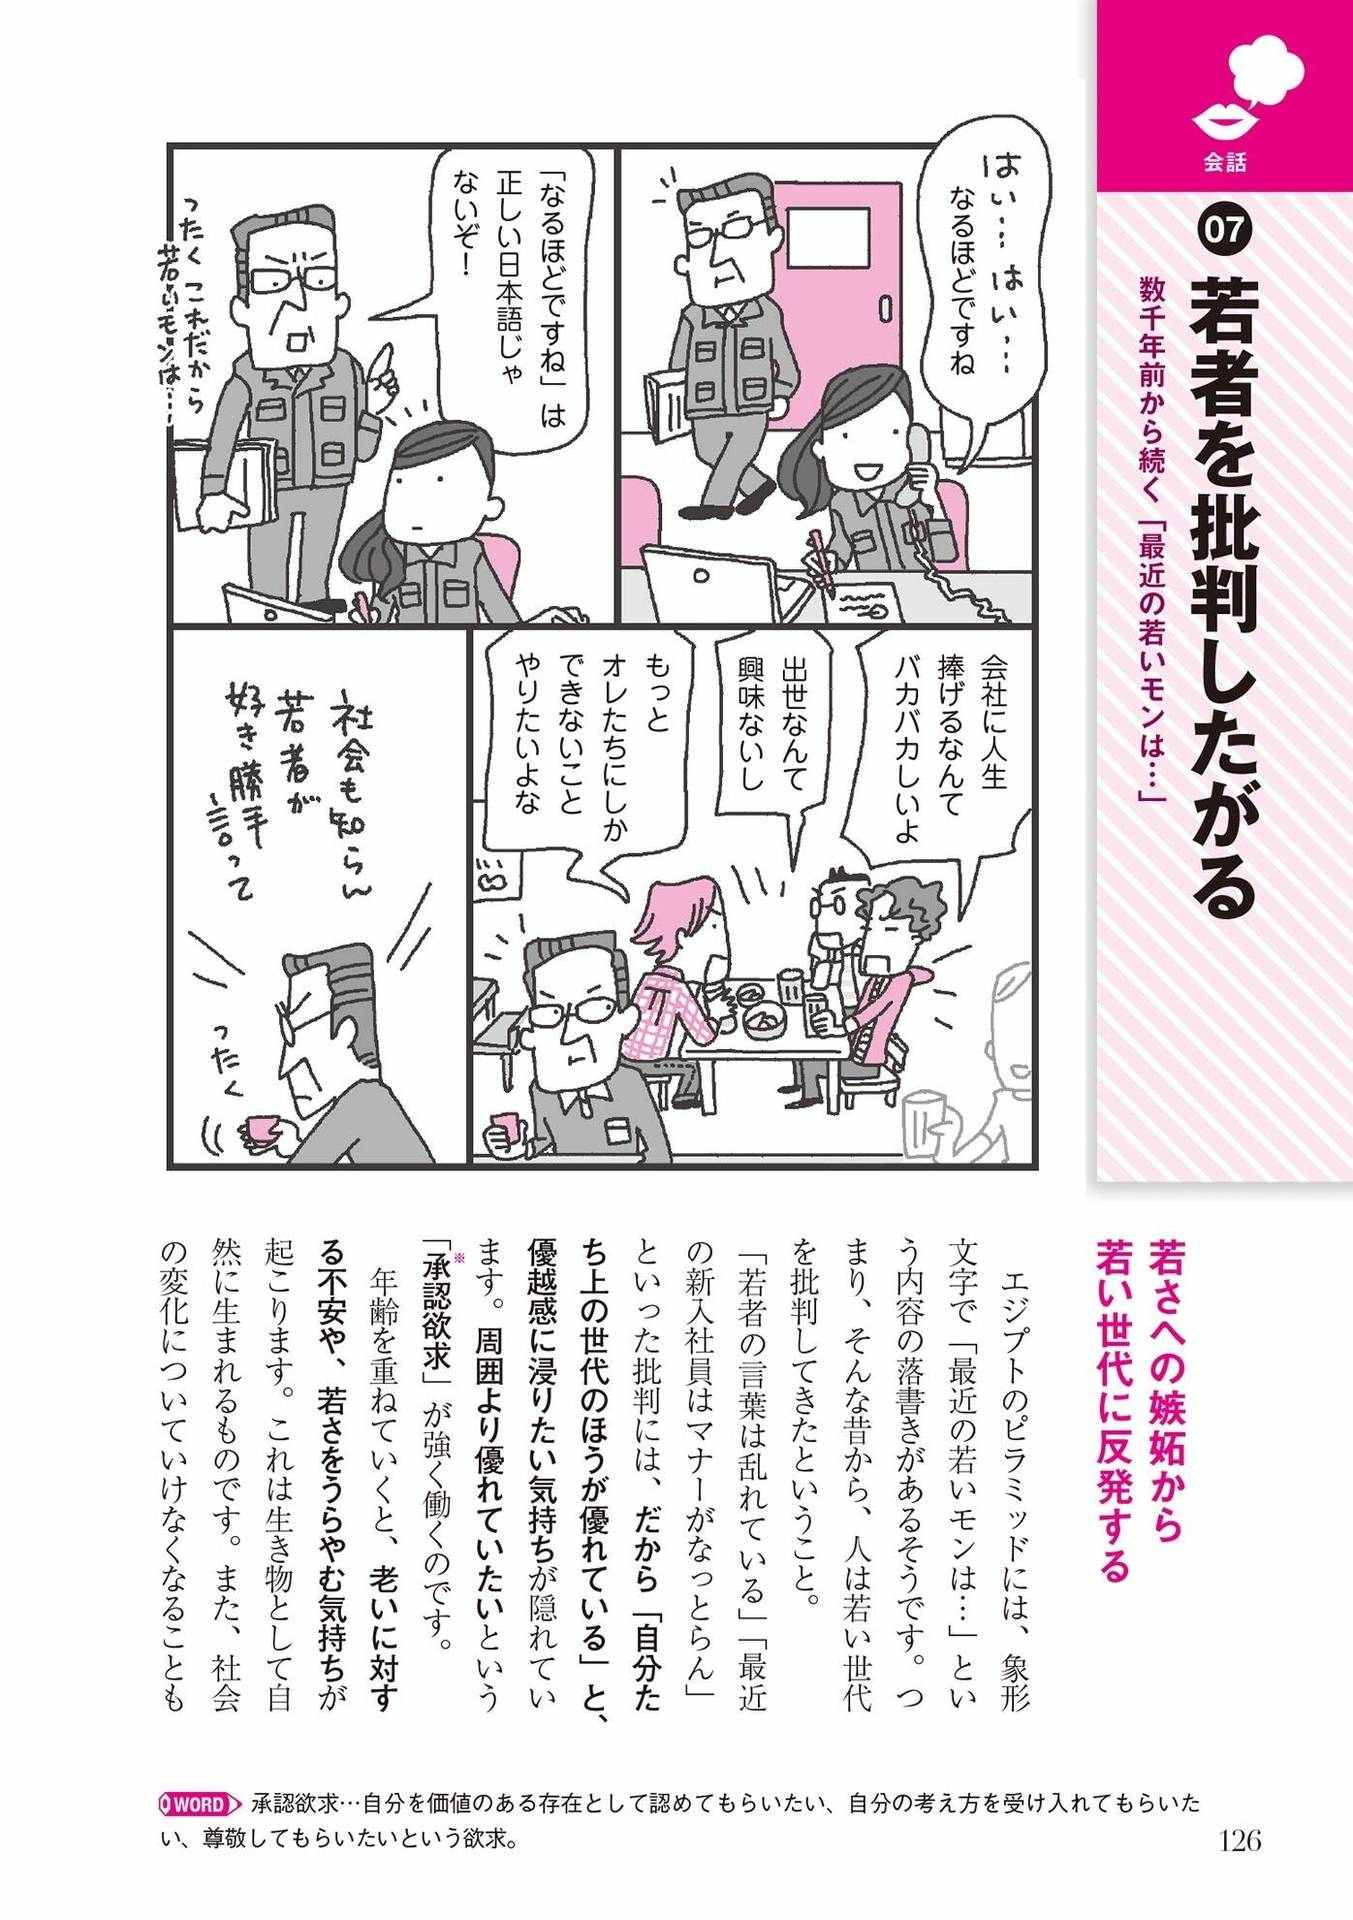 会話
07
若者を批判したがる
数千年前から続く「最近の若いモンは…」
はい…はい…
なるほどですね
「なるほどですね」は
正しい日本語じゃ
ないぞ！
ったく これだから
若いモンは…
会社に人生
捧げるなんて
バカバカしいよ
出世なんて
興味ないし
もっと
オレたちにしか
できないこと
やりたいよな
社会も知らん
若者が
好き勝手
言って
ったく
若さへの嫉妬から
若い世代に反発する
エジプトのピラミッドには、象形
文字で「最近の若いモンは…」とい
う内容の落書きがあるそうです。つ
まり、そんな昔から、人は若い世代
を批判してきたということ。
「若者の言葉は乱れている」「最近
の新入社員はマナーがなっとらん」
といった批判には、だから「自分た
ち上の世代のほうが優れている」と、
優越感に浸りたい気持ちが隠れてい
ます。周囲より優れていたいという
「承認欲求※」が強く働くのです。
年齢を重ねていくと、老いに対す
る不安や、若さをうらやむ気持ちが
起こります。これは生き物として自
然に生まれるものです。また、社会
の変化についていけなくなることも
WORD 承認欲求…自分を価値のある存在として認めてもらいたい、自分の考え方を受け入れてもらいた
い、尊敬してもらいたいという欲求。
126